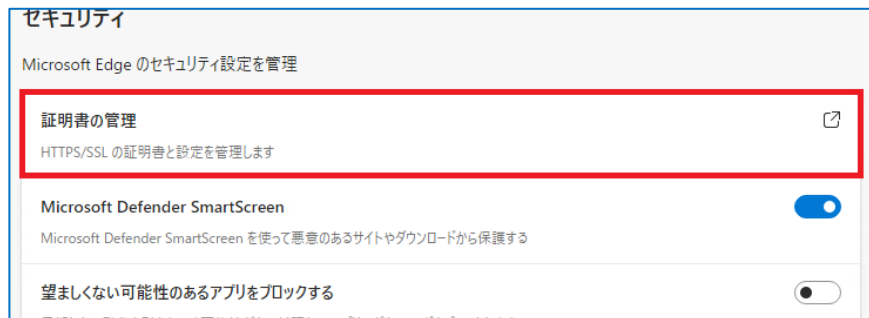 セキュリティ
Microsoft Edge のセキュリティ設定を管理
証明書の管理
HTTPS/SSL の証明書と設定を管理します
Microsoft Defender SmartScreen
Microsoft Defender SmartScreen を使って悪意のあるサイトやダウンロードから保護する
望ましくない可能性のあるアプリをブロックする